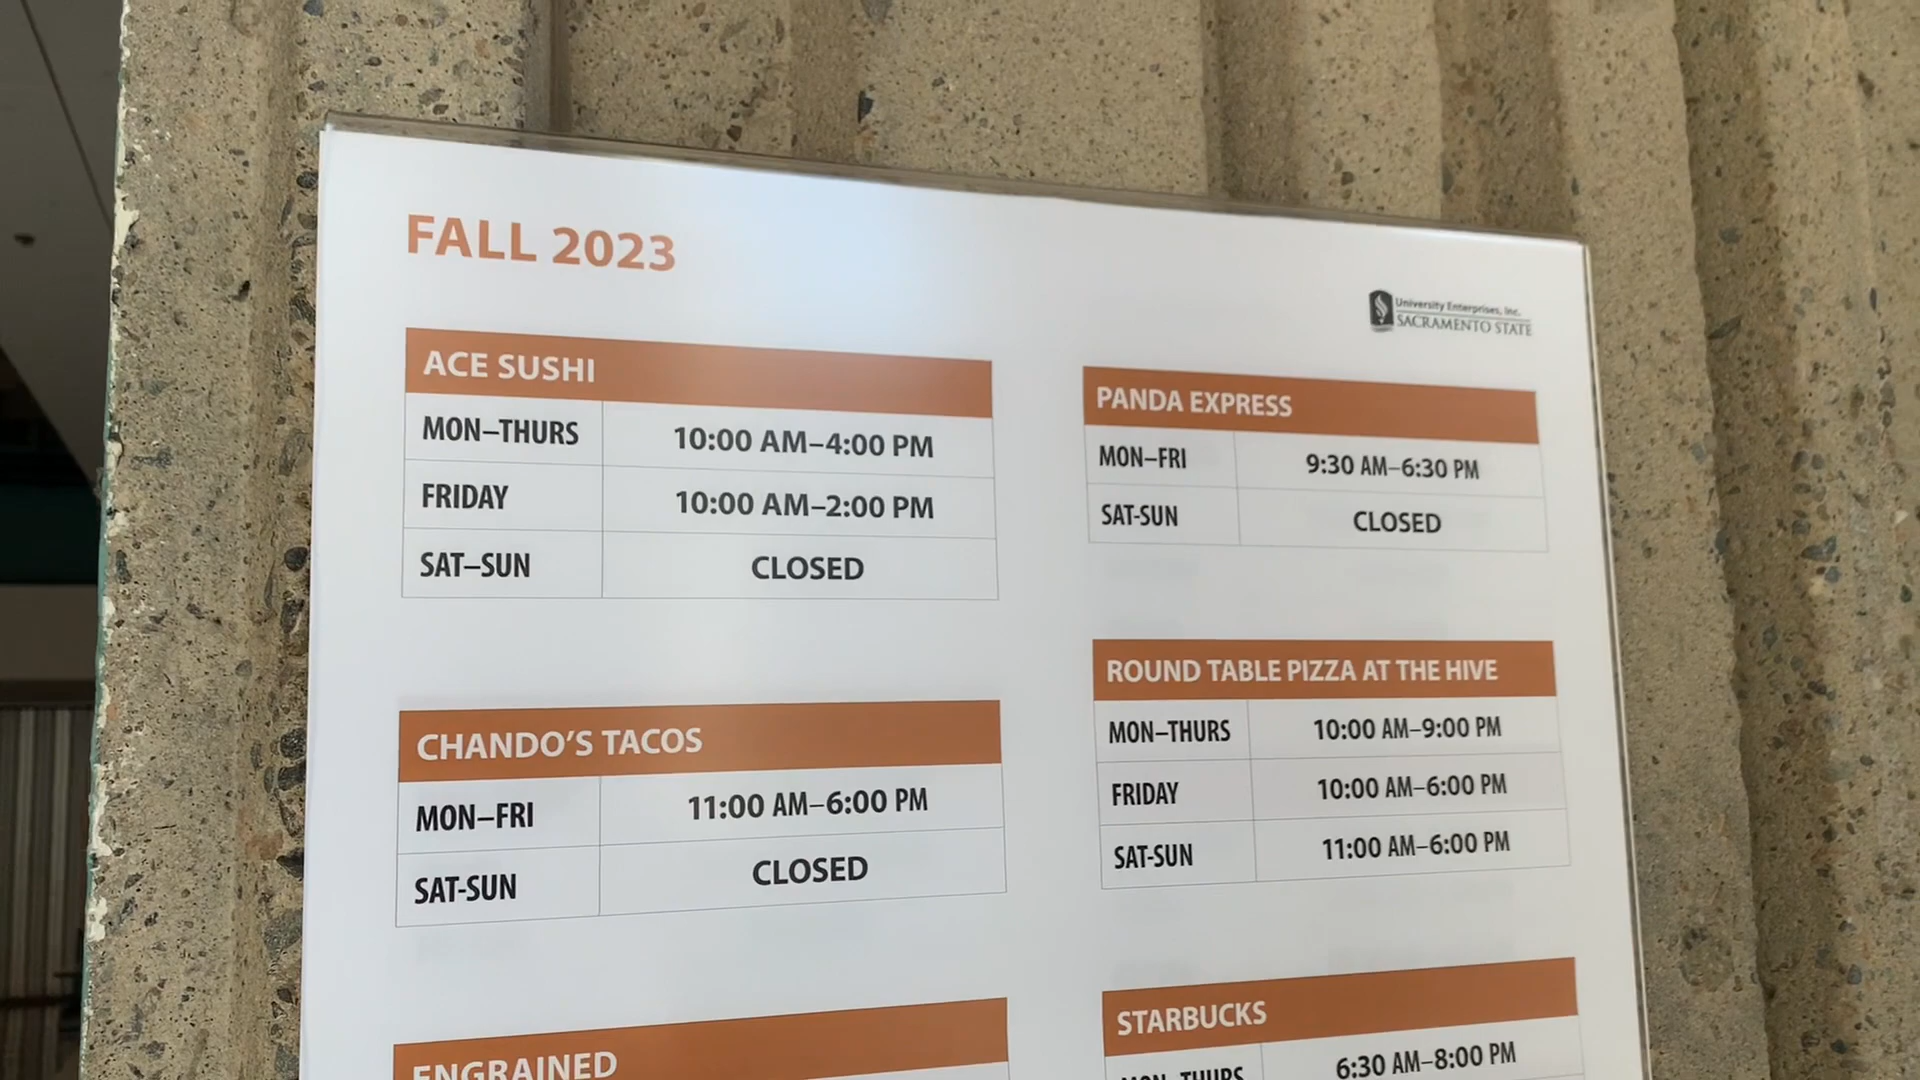 FALL 2023
University Enterprises, Inc.
SACRAMENTO STATE
ACE SUSHI
MON–THURS 10:00 AM–4:00 PM
FRIDAY 10:00 AM–2:00 PM
SAT–SUN CLOSED
CHANDO'S TACOS
MON–FRI 11:00 AM–6:00 PM
SAT-SUN CLOSED
ENGRAINED
PANDA EXPRESS
MON–FRI 9:30 AM–6:30 PM
SAT-SUN CLOSED
ROUND TABLE PIZZA AT THE HIVE
MON–THURS 10:00 AM–9:00 PM
FRIDAY 10:00 AM–6:00 PM
SAT-SUN 11:00 AM–6:00 PM
STARBUCKS
MON–THURS 6:30 AM–8:00 PM